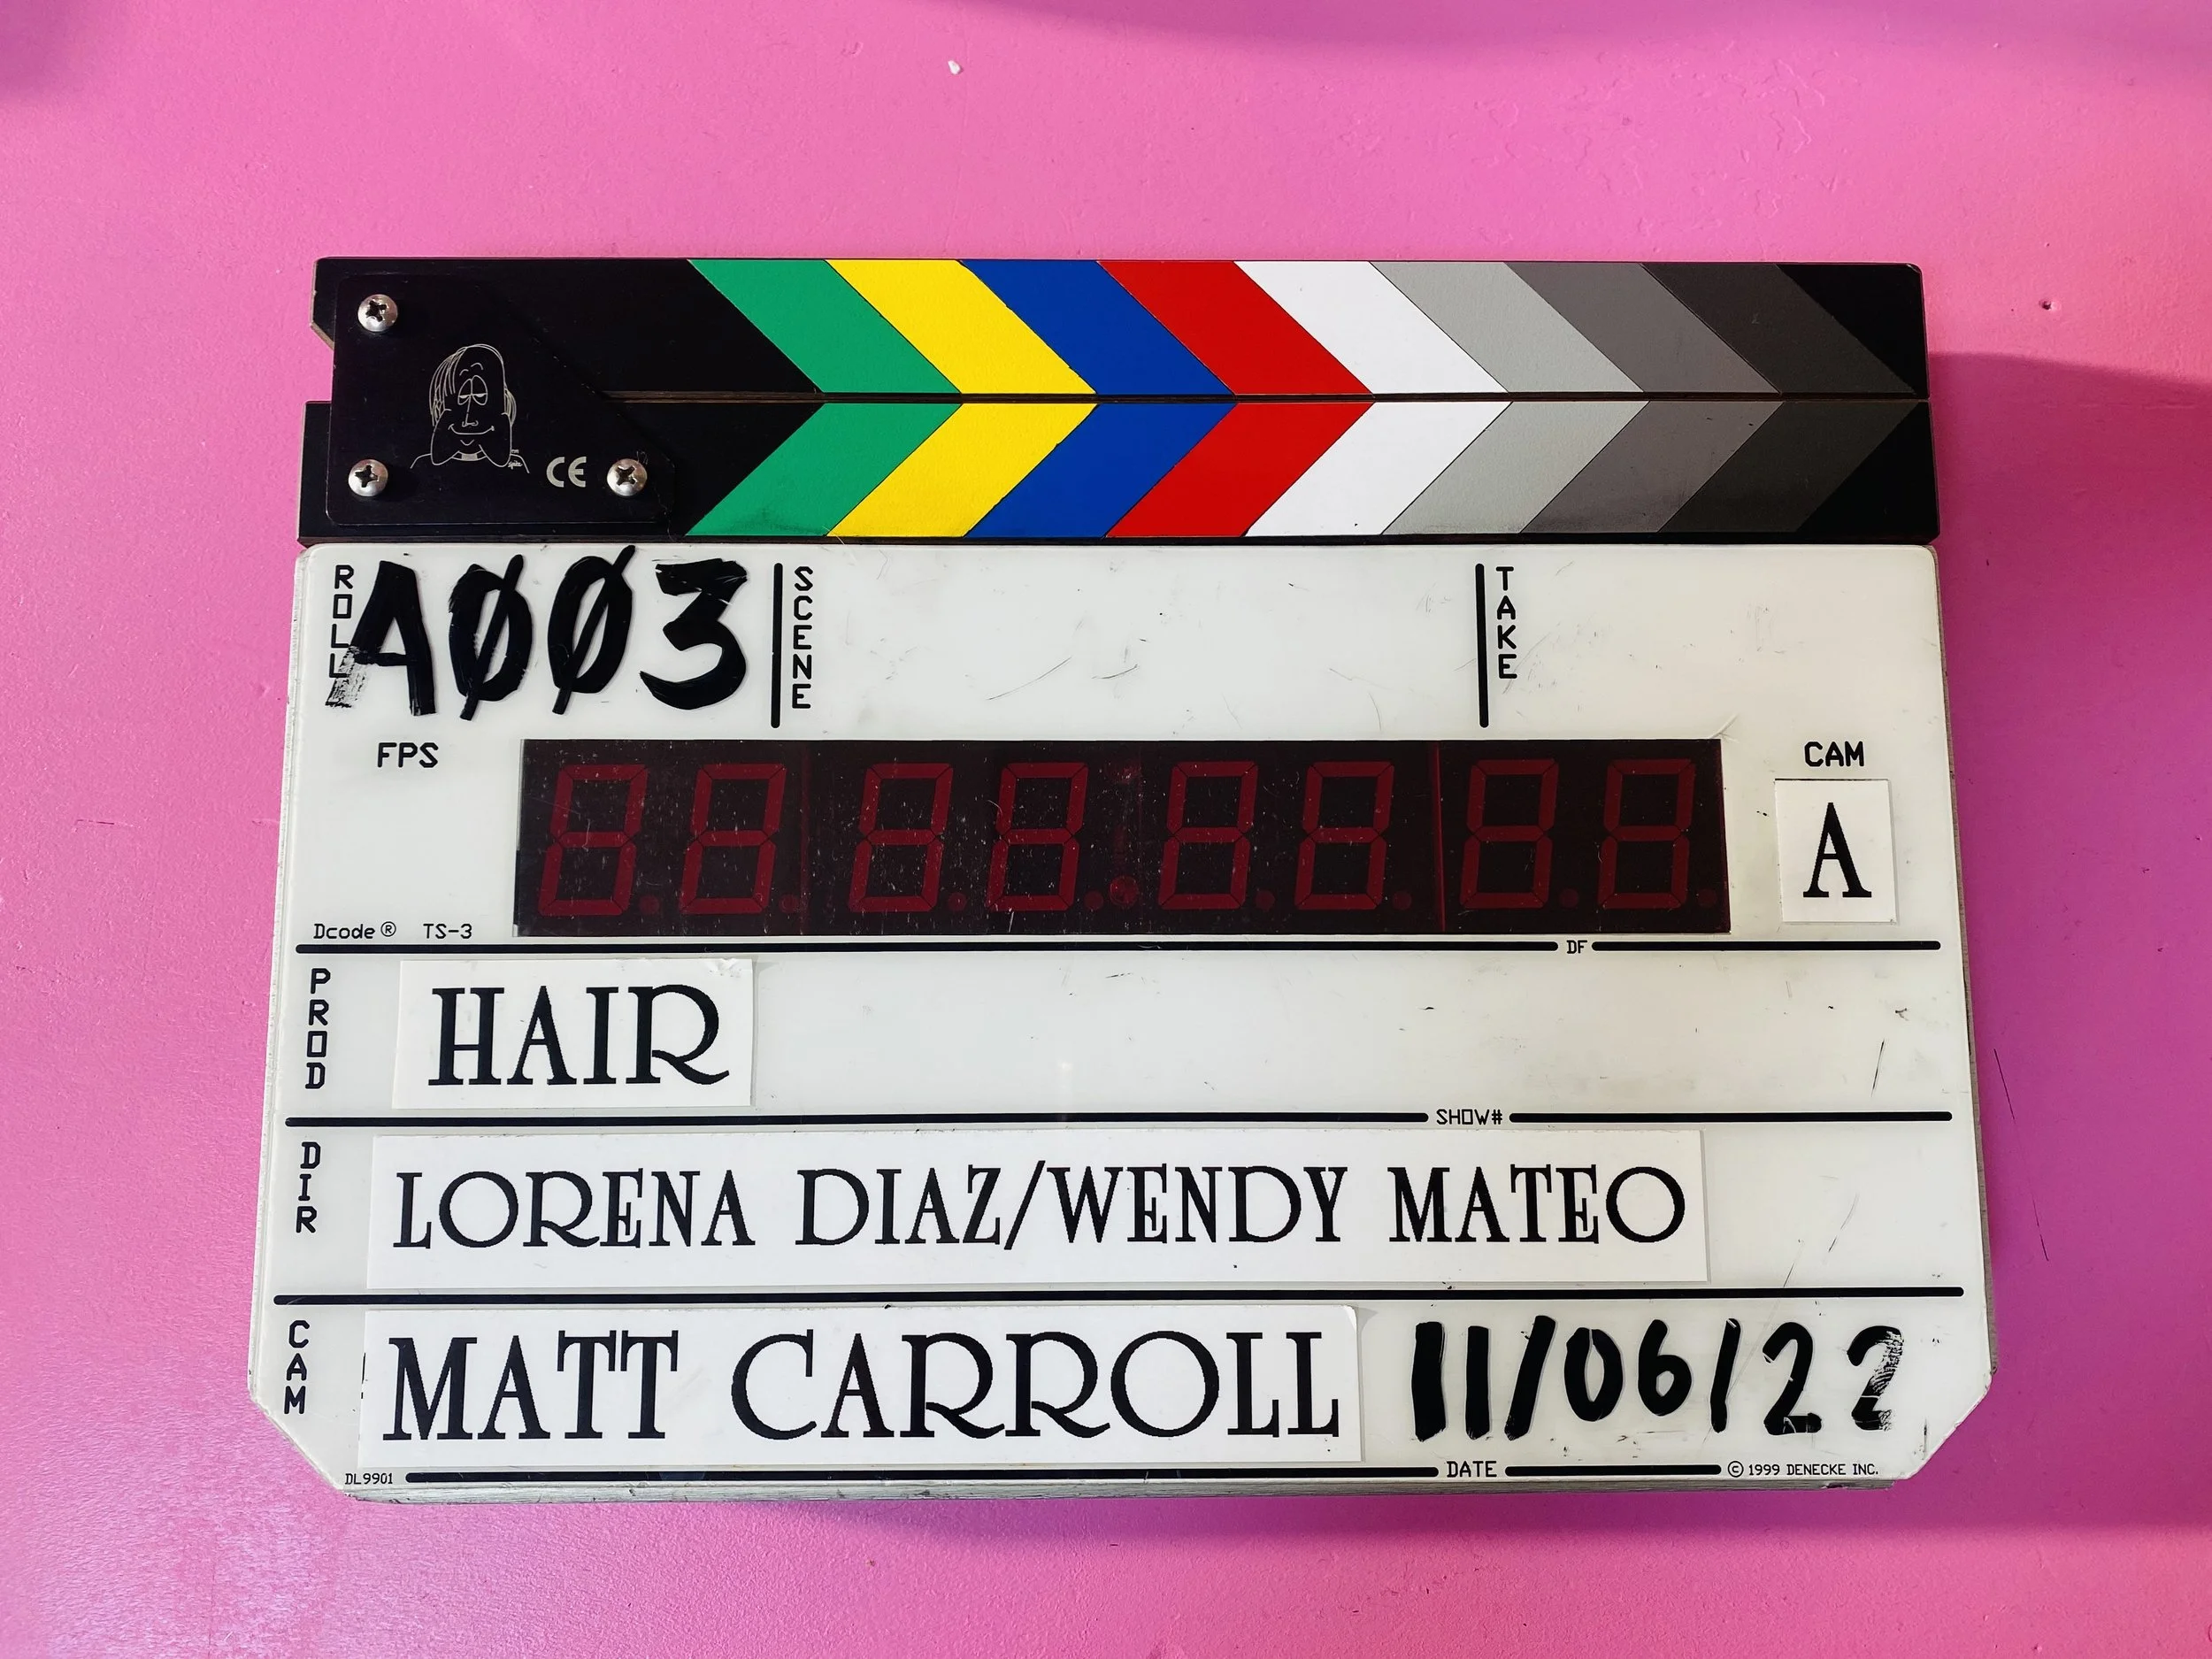 CE
ROLL A003 SCENE TAKE
FPS CAM
A
Dcode® TS-3
DF
PROD HAIR
SHOW#
DIR LORENA DIAZ/WENDY MATEO
CAM MATT CARROLL 11/06/22
DL9901 DATE © 1999 DENECKE INC.